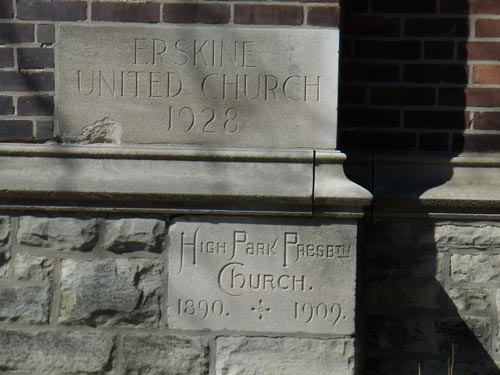 ERSKINE
UNITED CHURCH
1928
HIGH PARK PRESBTN
CHURCH.
1890. 1909.